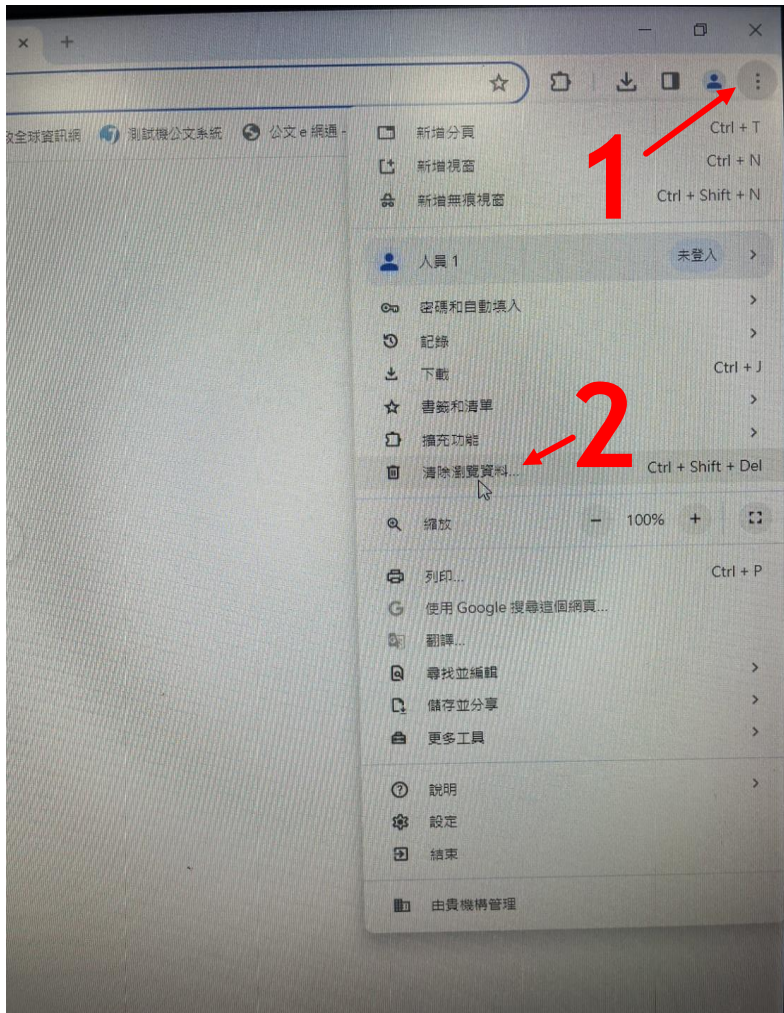 全球資訊網 測試機公文系統 公文e網通-
新增分頁 Ctrl + T
新增視窗 Ctrl + N
新增無痕視窗 Ctrl + Shift + N
1
人員 1 未登入
密碼和自動填入
記錄
下載 Ctrl + J
書籤和清單
擴充功能
2
清除瀏覽資料... Ctrl + Shift + Del
縮放 − 100% +
列印... Ctrl + P
使用 Google 搜尋這個網頁...
翻譯...
尋找並編輯
儲存並分享
更多工具
說明
設定
結束
由貴機構管理